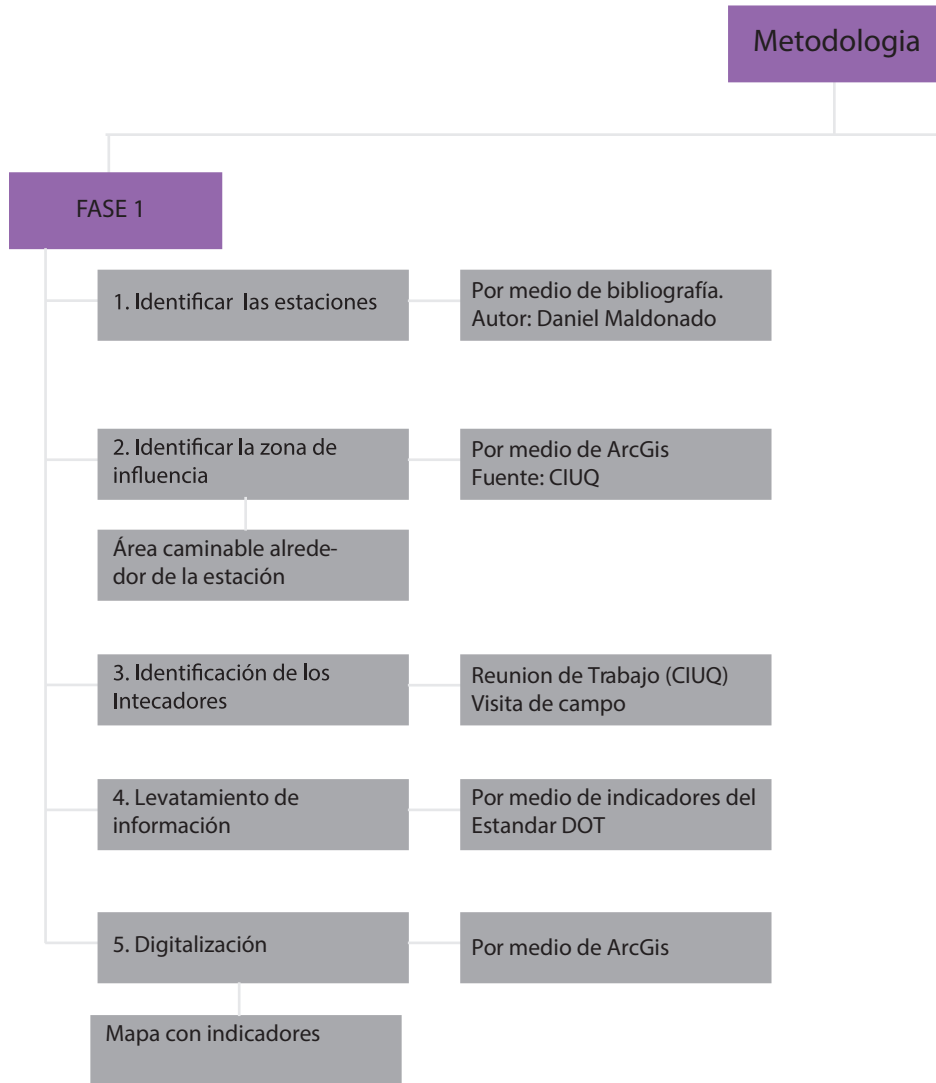 Metodologia
FASE 1
1. Identificar las estaciones
Por medio de bibliografía.
Autor: Daniel Maldonado
2. Identificar la zona de
influencia
Por medio de ArcGis
Fuente: CIUQ
Área caminable alrede-
dor de la estación
3. Identificación de los
Intecadores
Reunion de Trabajo (CIUQ)
Visita de campo
4. Levatamiento de
información
Por medio de indicadores del
Estandar DOT
5. Digitalización
Por medio de ArcGis
Mapa con indicadores